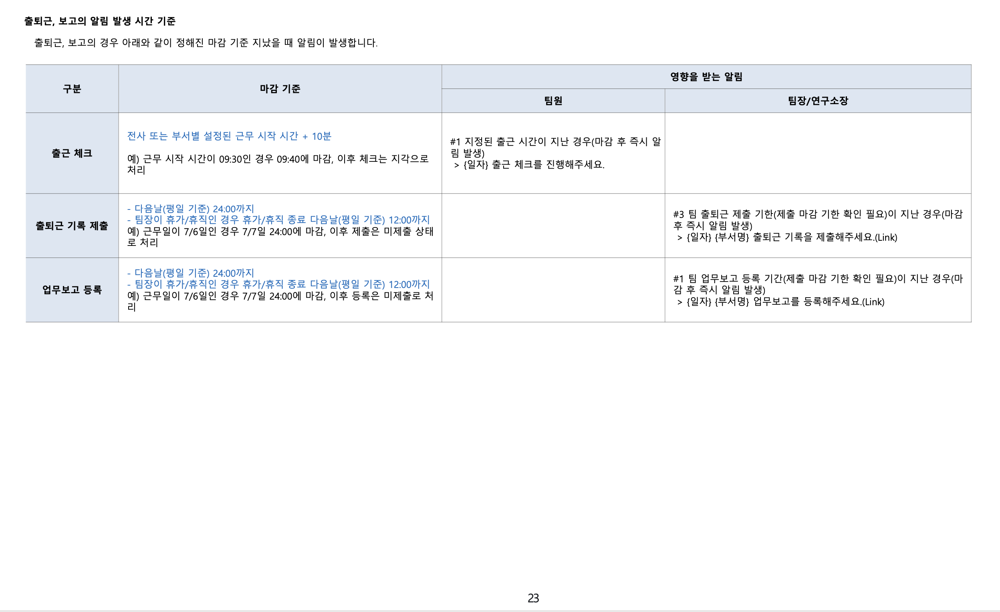 출퇴근, 보고의 알림 발생 시간 기준
출퇴근, 보고의 경우 아래와 같이 정해진 마감 기준 지났을 때 알림이 발생합니다.
구분
마감 기준
영향을 받는 알림
팀원
팀장/연구소장
출근 체크
전사 또는 부서별 설정된 근무 시작 시간 + 10분
예) 근무 시작 시간이 09:30인 경우 09:40에 마감, 이후 체크는 지각으로
처리
#1 지정된 출근 시간이 지난 경우(마감 후 즉시 알
림 발생)
> {일자} 출근 체크를 진행해주세요.
출퇴근 기록 제출
- 다음날(평일 기준) 24:00까지
- 팀장이 휴가/휴직인 경우 휴가/휴직 종료 다음날(평일 기준) 12:00까지
예) 근무일이 7/6일인 경우 7/7일 24:00에 마감, 이후 제출은 미제출 상태
로 처리
#3 팀 출퇴근 제출 기한(제출 마감 기한 확인 필요)이 지난 경우(마감
후 즉시 알림 발생)
> {일자} {부서명} 출퇴근 기록을 제출해주세요.(Link)
업무보고 등록
- 다음날(평일 기준) 24:00까지
- 팀장이 휴가/휴직인 경우 휴가/휴직 종료 다음날(평일 기준) 12:00까지
예) 근무일이 7/6일인 경우 7/7일 24:00에 마감, 이후 등록은 미제출로 처
리
#1 팀 업무보고 등록 기간(제출 마감 기한 확인 필요)이 지난 경우(마
감 후 즉시 알림 발생)
> {일자} {부서명} 업무보고를 등록해주세요.(Link)
23